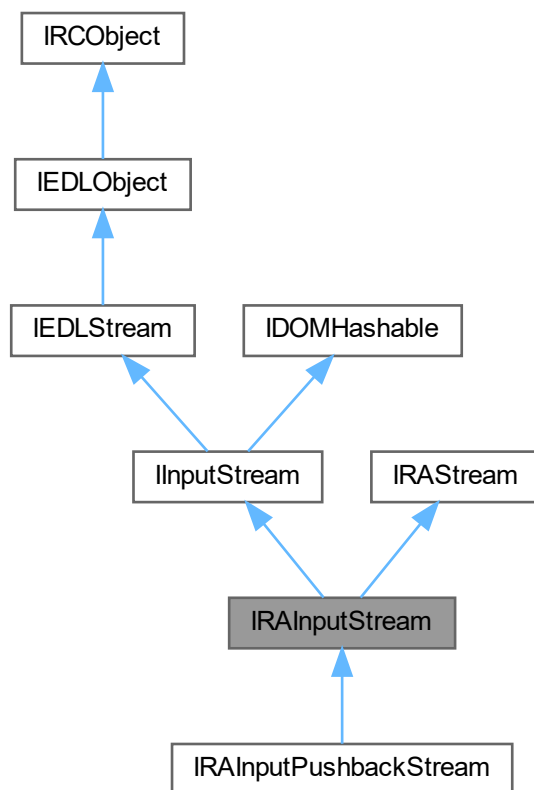 IRCObject
IEDLObject
IEDLStream
IDOMHashable
IInputStream
IRAStream
IRAInputStream
IRAInputPushbackStream